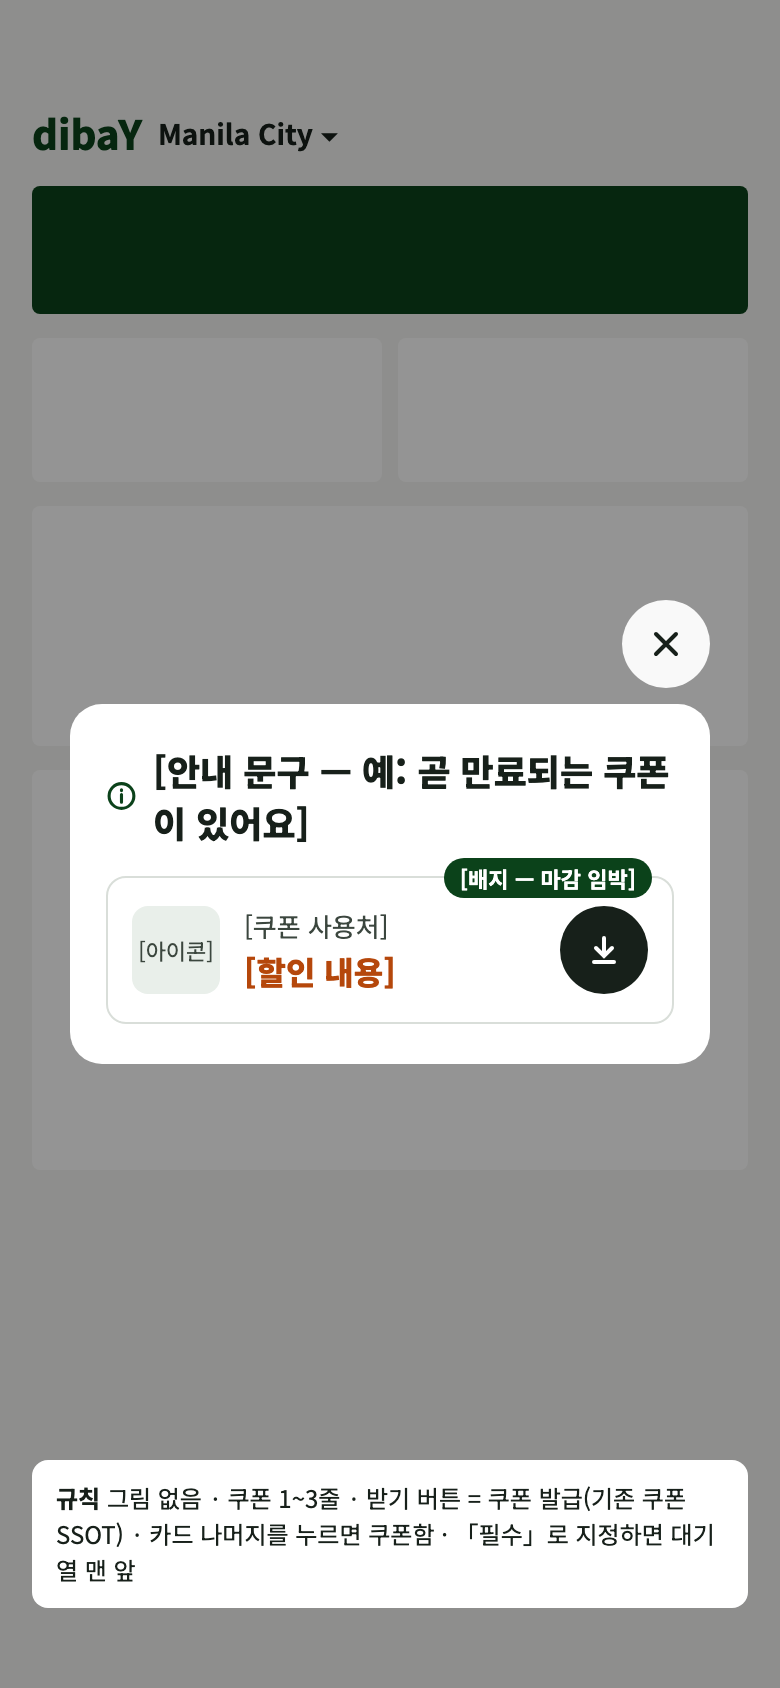 dibaY Manila City
[안내 문구 — 예: 곧 만료되는 쿠폰
이 있어요]
[배지 — 마감 임박]
[아이콘]
[쿠폰 사용처]
[할인 내용]
규칙 그림 없음 · 쿠폰 1~3줄 · 받기 버튼 = 쿠폰 발급(기존 쿠폰
SSOT) · 카드 나머지를 누르면 쿠폰함 · 「필수」로 지정하면 대기
열 맨 앞